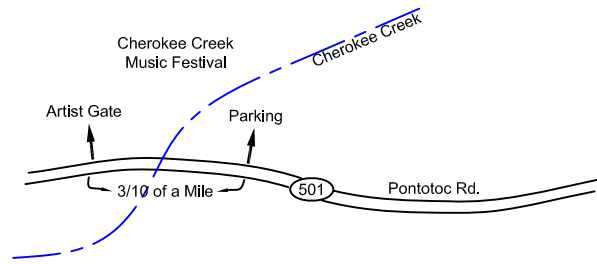 Cherokee Creek
Music Festival
Cherokee Creek
Artist Gate
Parking
3/10 of a Mile
501
Pontotoc Rd.